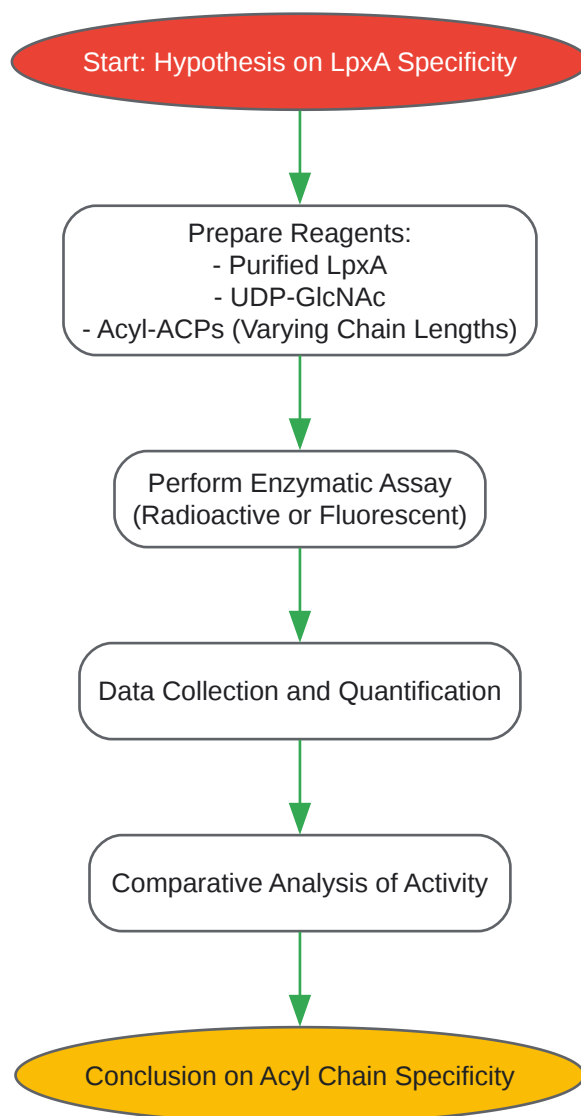 Start: Hypothesis on LpxA Specificity
Prepare Reagents:
- Purified LpxA
- UDP-GlcNAc
- Acyl-ACPs (Varying Chain Lengths)
Perform Enzymatic Assay
(Radioactive or Fluorescent)
Data Collection and Quantification
Comparative Analysis of Activity
Conclusion on Acyl Chain Specificity